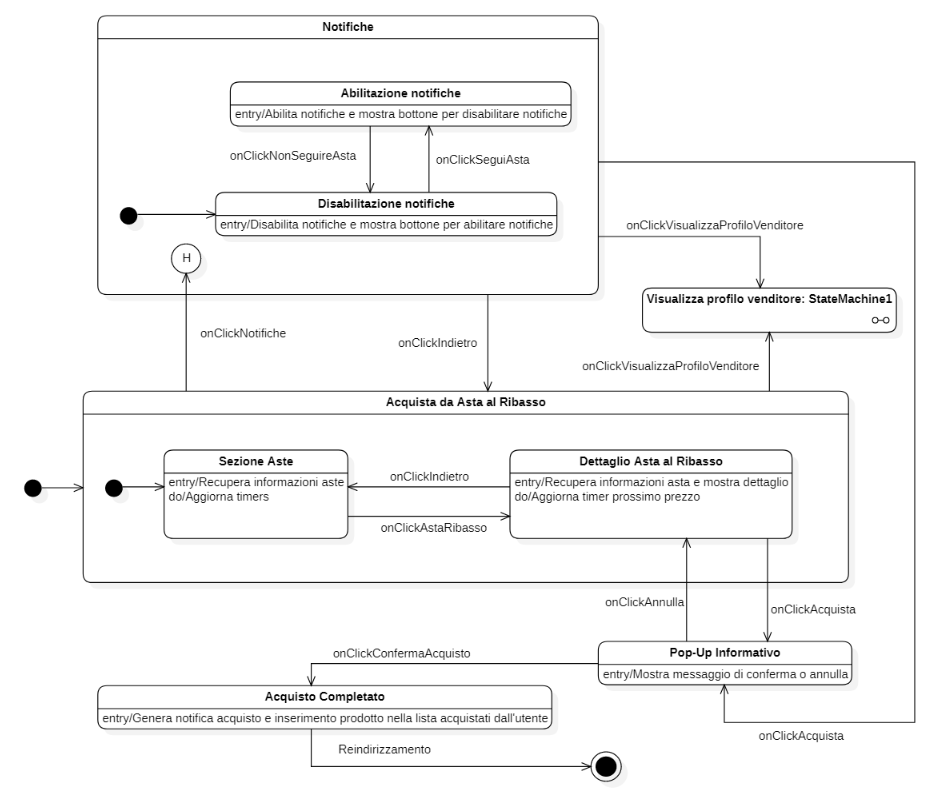 Notifiche
Abilitazione notifiche
entry/Abilita notifiche e mostra bottone per disabilitare notifiche
onClickNonSeguireAsta
onClickSeguiAsta
Disabilitazione notifiche
entry/Disabilita notifiche e mostra bottone per abilitare notifiche
H
onClickVisualizzaProfiloVenditore
Visualizza profilo venditore: StateMachine1
onClickNotifiche
onClickIndietro
onClickVisualizzaProfiloVenditore
Acquista da Asta al Ribasso
Sezione Aste
entry/Recupera informazioni aste
do/Aggiorna timers
onClickIndietro
onClickAstaRibasso
Dettaglio Asta al Ribasso
entry/Recupera informazioni asta e mostra dettaglio
do/Aggiorna timer prossimo prezzo
onClickAnnulla
onClickAcquista
Pop-Up Informativo
entry/Mostra messaggio di conferma o annulla
onClickConfermaAcquisto
Acquisto Completato
entry/Genera notifica acquisto e inserimento prodotto nella lista acquistati dall'utente
onClickAcquista
Reindirizzamento